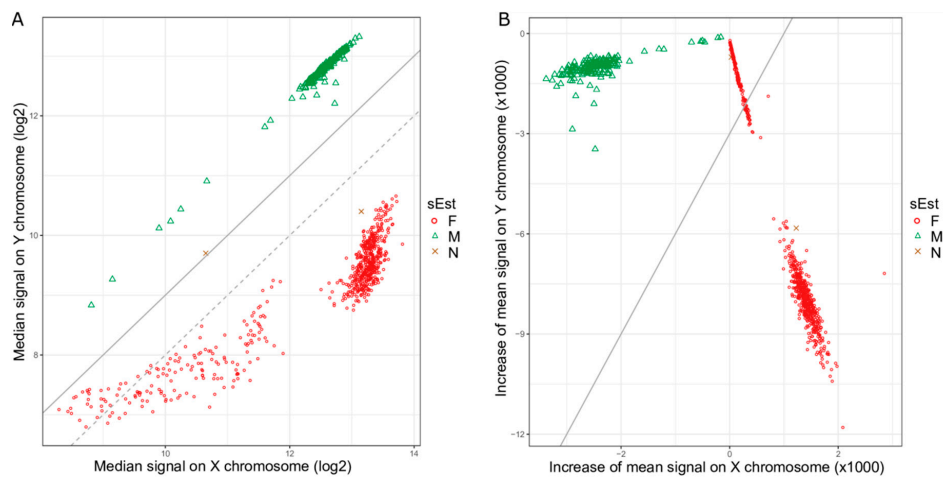 A
Median signal on Y chromosome (log2)
12
10
8
10
12
14
Median signal on X chromosome (log2)
sEst
F
M
N
B
Increase of mean signal on Y chromosome (x1000)
0
−3
−6
−9
−12
−2
0
2
Increase of mean signal on X chromosome (x1000)
sEst
F
M
N